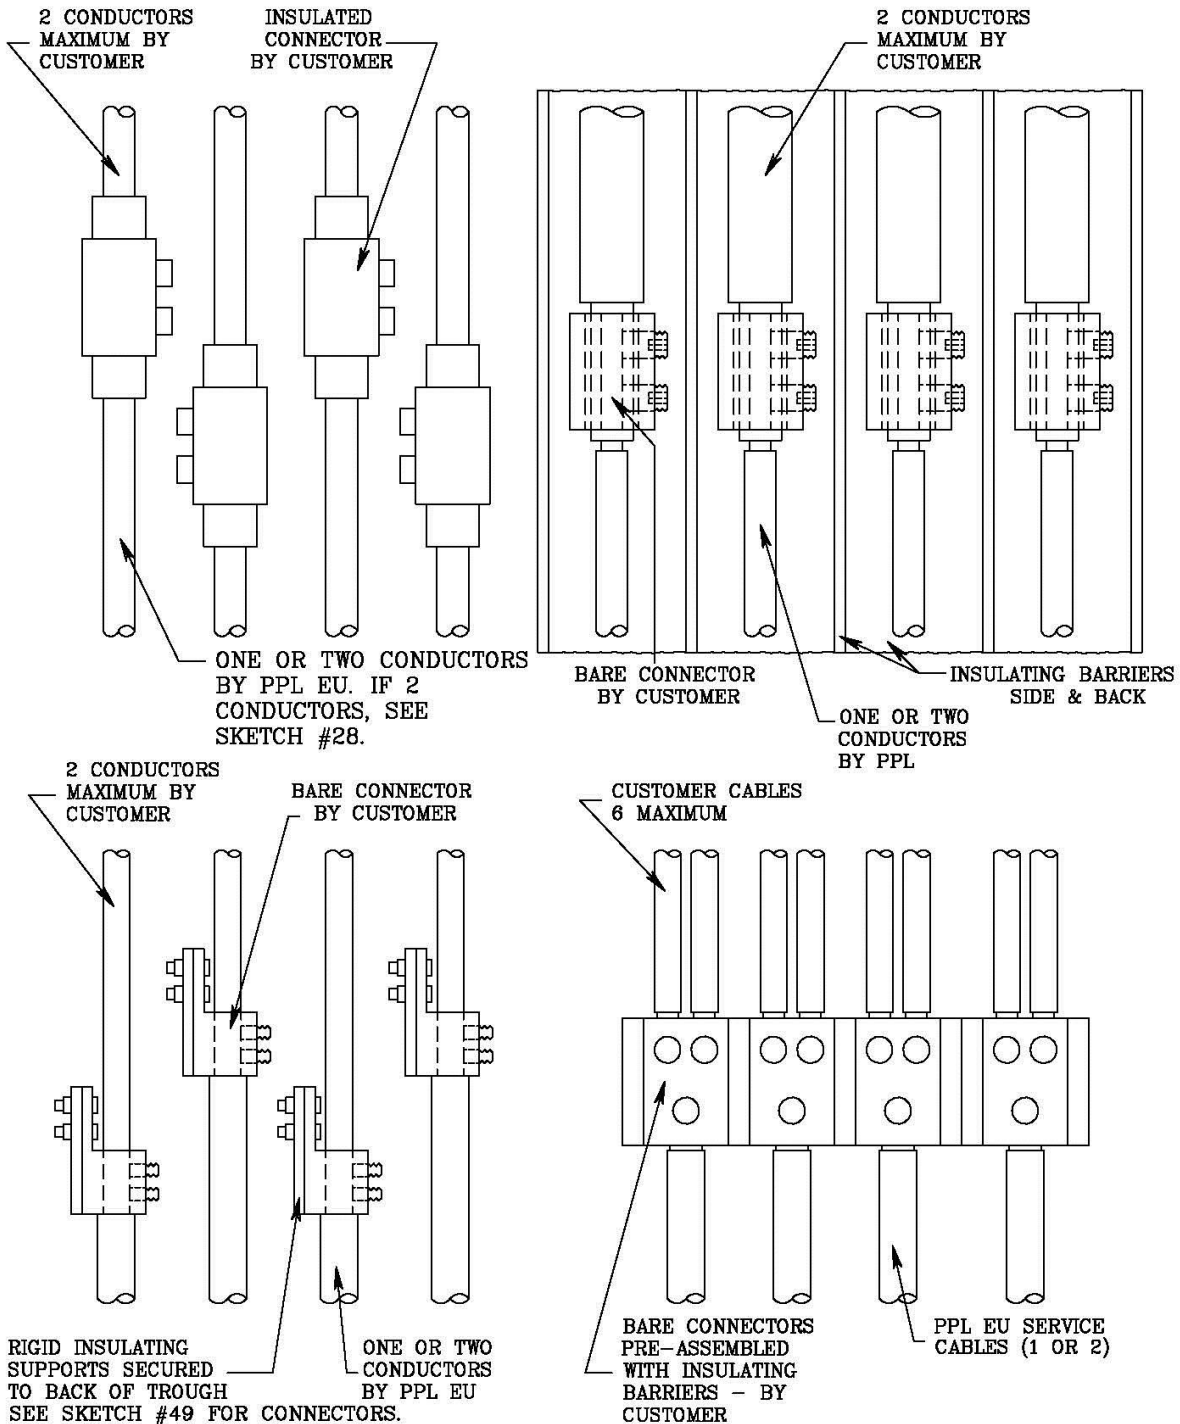 2 CONDUCTORS
MAXIMUM BY
CUSTOMER
INSULATED
CONNECTOR
BY CUSTOMER
2 CONDUCTORS
MAXIMUM BY
CUSTOMER
ONE OR TWO CONDUCTORS
BY PPL EU. IF 2
CONDUCTORS, SEE
SKETCH #28.
BARE CONNECTOR
BY CUSTOMER
INSULATING BARRIERS
SIDE & BACK
ONE OR TWO
CONDUCTORS
BY PPL
2 CONDUCTORS
MAXIMUM BY
CUSTOMER
BARE CONNECTOR
BY CUSTOMER
CUSTOMER CABLES
6 MAXIMUM
RIGID INSULATING
SUPPORTS SECURED
TO BACK OF TROUGH
SEE SKETCH #49 FOR CONNECTORS.
ONE OR TWO
CONDUCTORS
BY PPL EU
BARE CONNECTORS
PRE-ASSEMBLED
WITH INSULATING
BARRIERS - BY
CUSTOMER
PPL EU SERVICE
CABLES (1 OR 2)